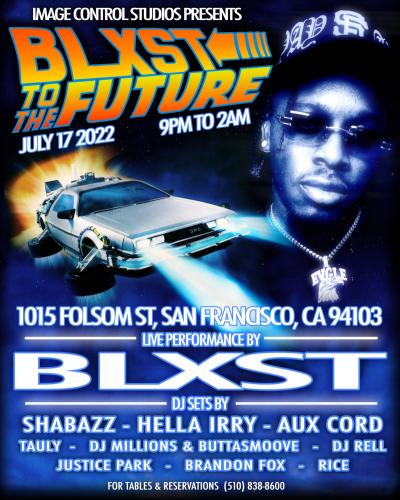 IMAGE CONTROL STUDIOS PRESENTS
BLXST
TO THE FUTURE
JULY 17 2022
9PM TO 2AM
EVGLE
1015 FOLSOM ST, SAN FRANCISCO, CA 94103
LIVE PERFORMANCE BY
BLXST
DJ SETS BY
SHABAZZ - HELLA IRRY - AUX CORD
TAULY - DJ MILLIONS & BUTTASMOOVE - DJ RELL
JUSTICE PARK - BRANDON FOX - RICE
FOR TABLES & RESERVATIONS (510) 838-8600